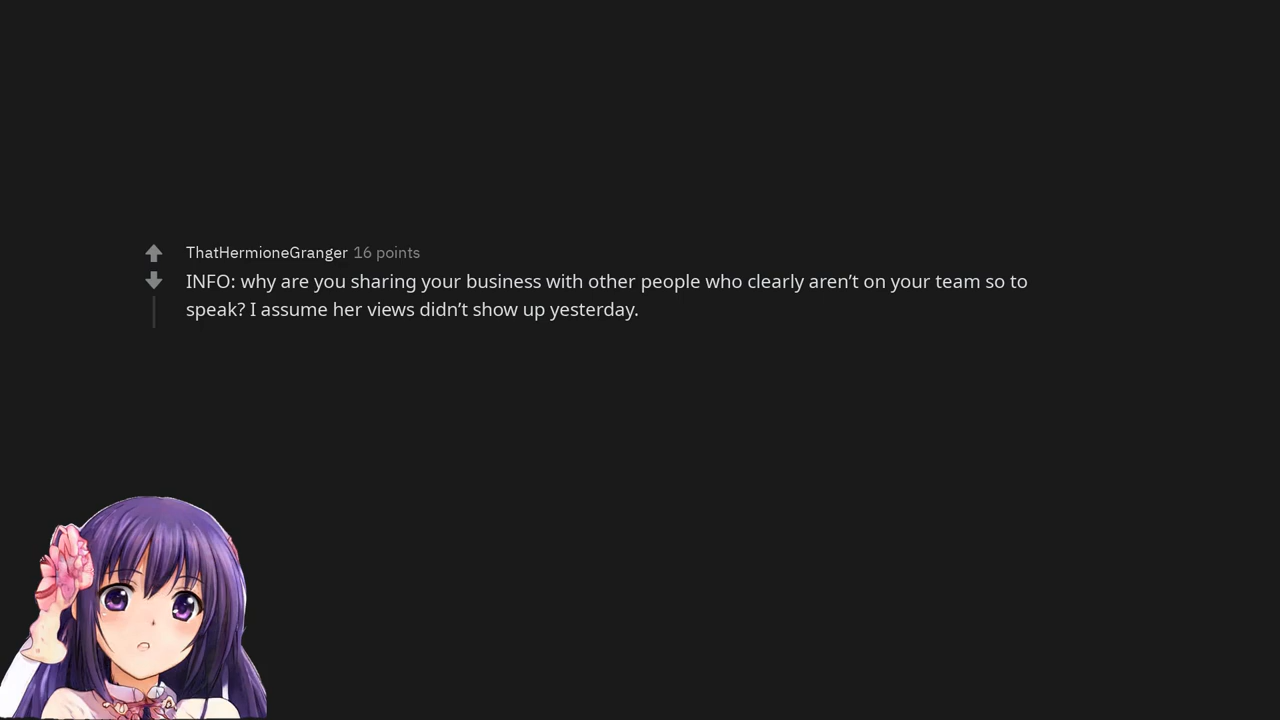 ThatHermioneGranger 16 points
INFO: why are you sharing your business with other people who clearly aren’t on your team so to
speak? I assume her views didn’t show up yesterday.